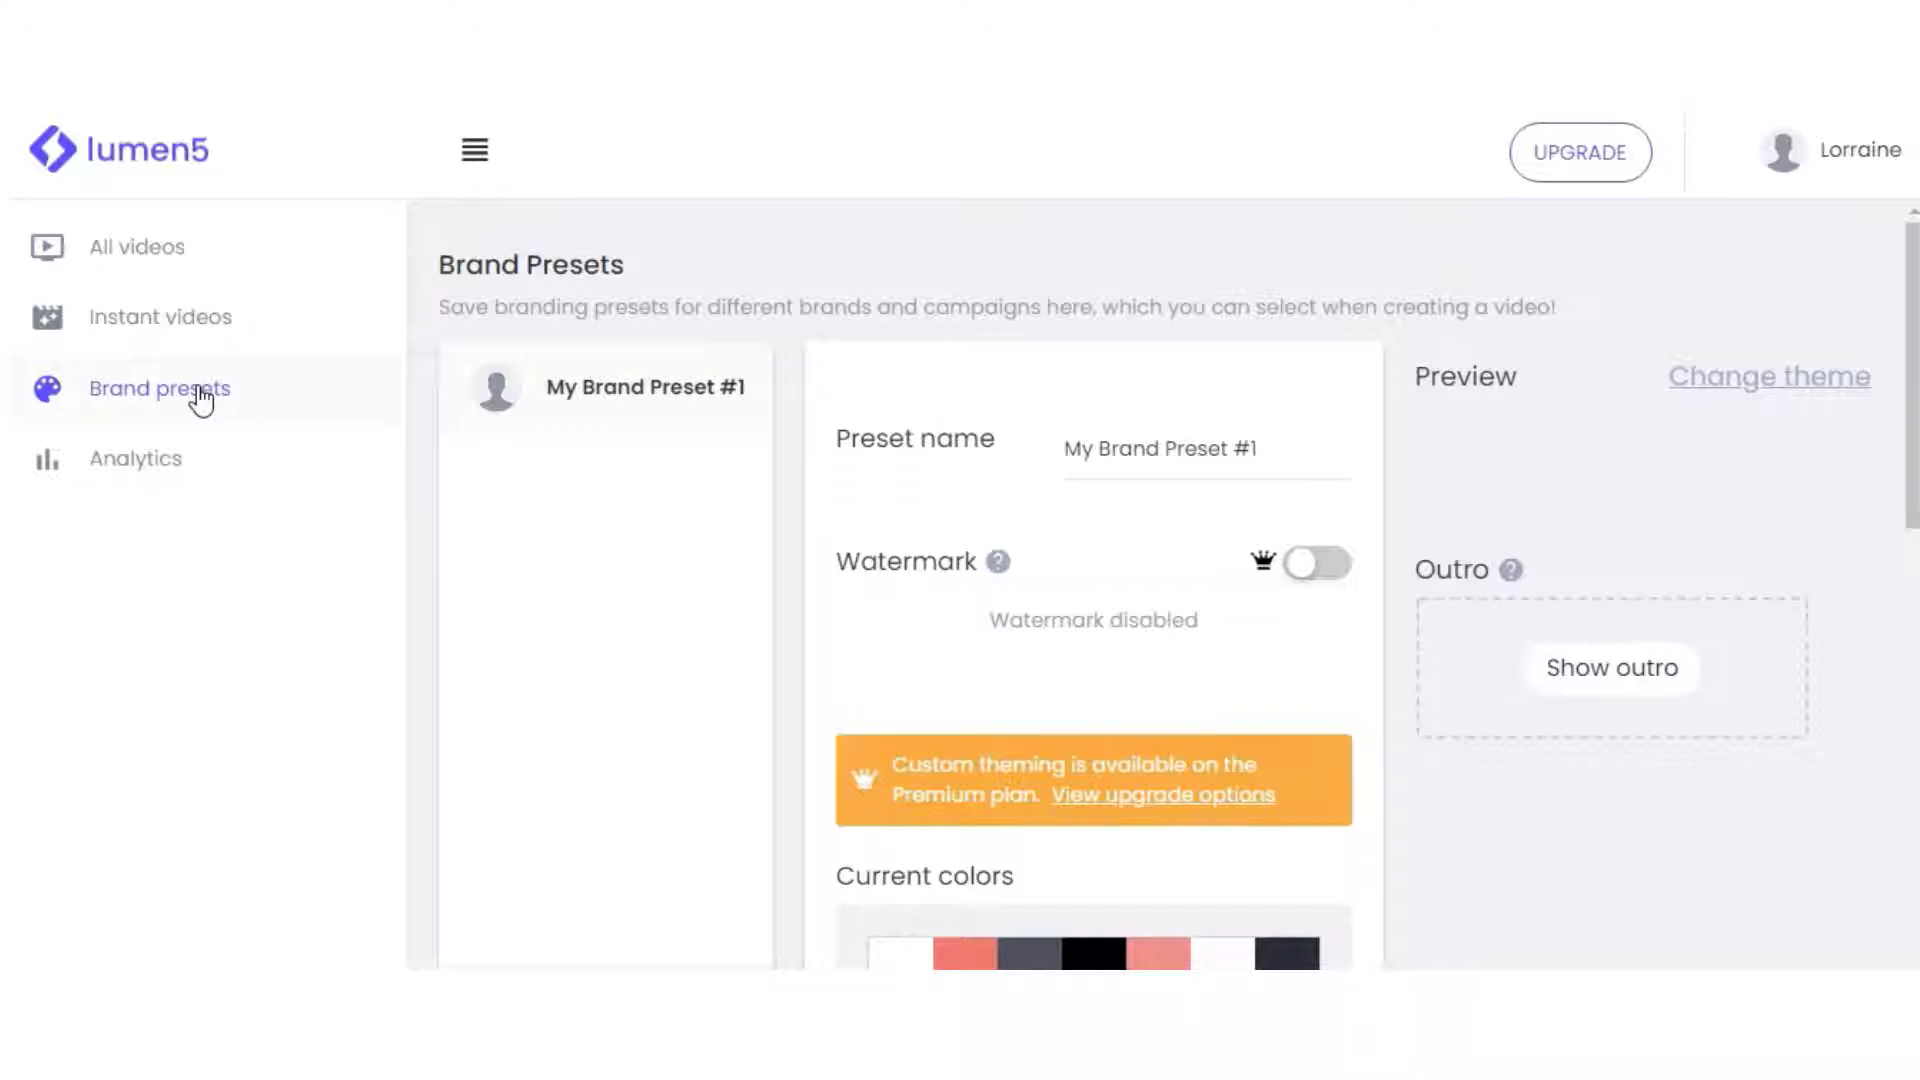 lumen5
UPGRADE
Lorraine
All videos
Instant videos
Brand presets
Analytics
Brand Presets
Save branding presets for different brands and campaigns here, which you can select when creating a video!
My Brand Preset #1
Preset name
My Brand Preset #1
Watermark
Watermark disabled
Custom theming is available on the
Premium plan. View upgrade options
Current colors
Preview
Change theme
Outro
Show outro